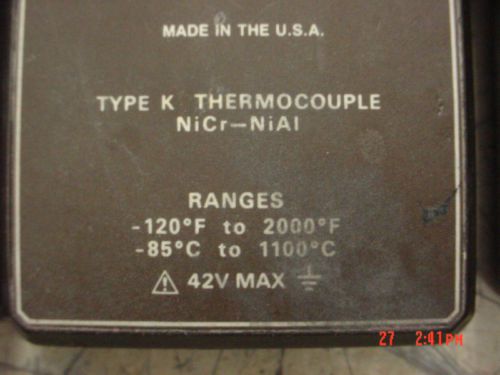 MADE IN THE U.S.A.
TYPE K THERMOCOUPLE
NiCr-NiAl
RANGES
-120°F to 2000°F
-85°C to 1100°C
⚠ 42V MAX ⏚
27 2:41PM